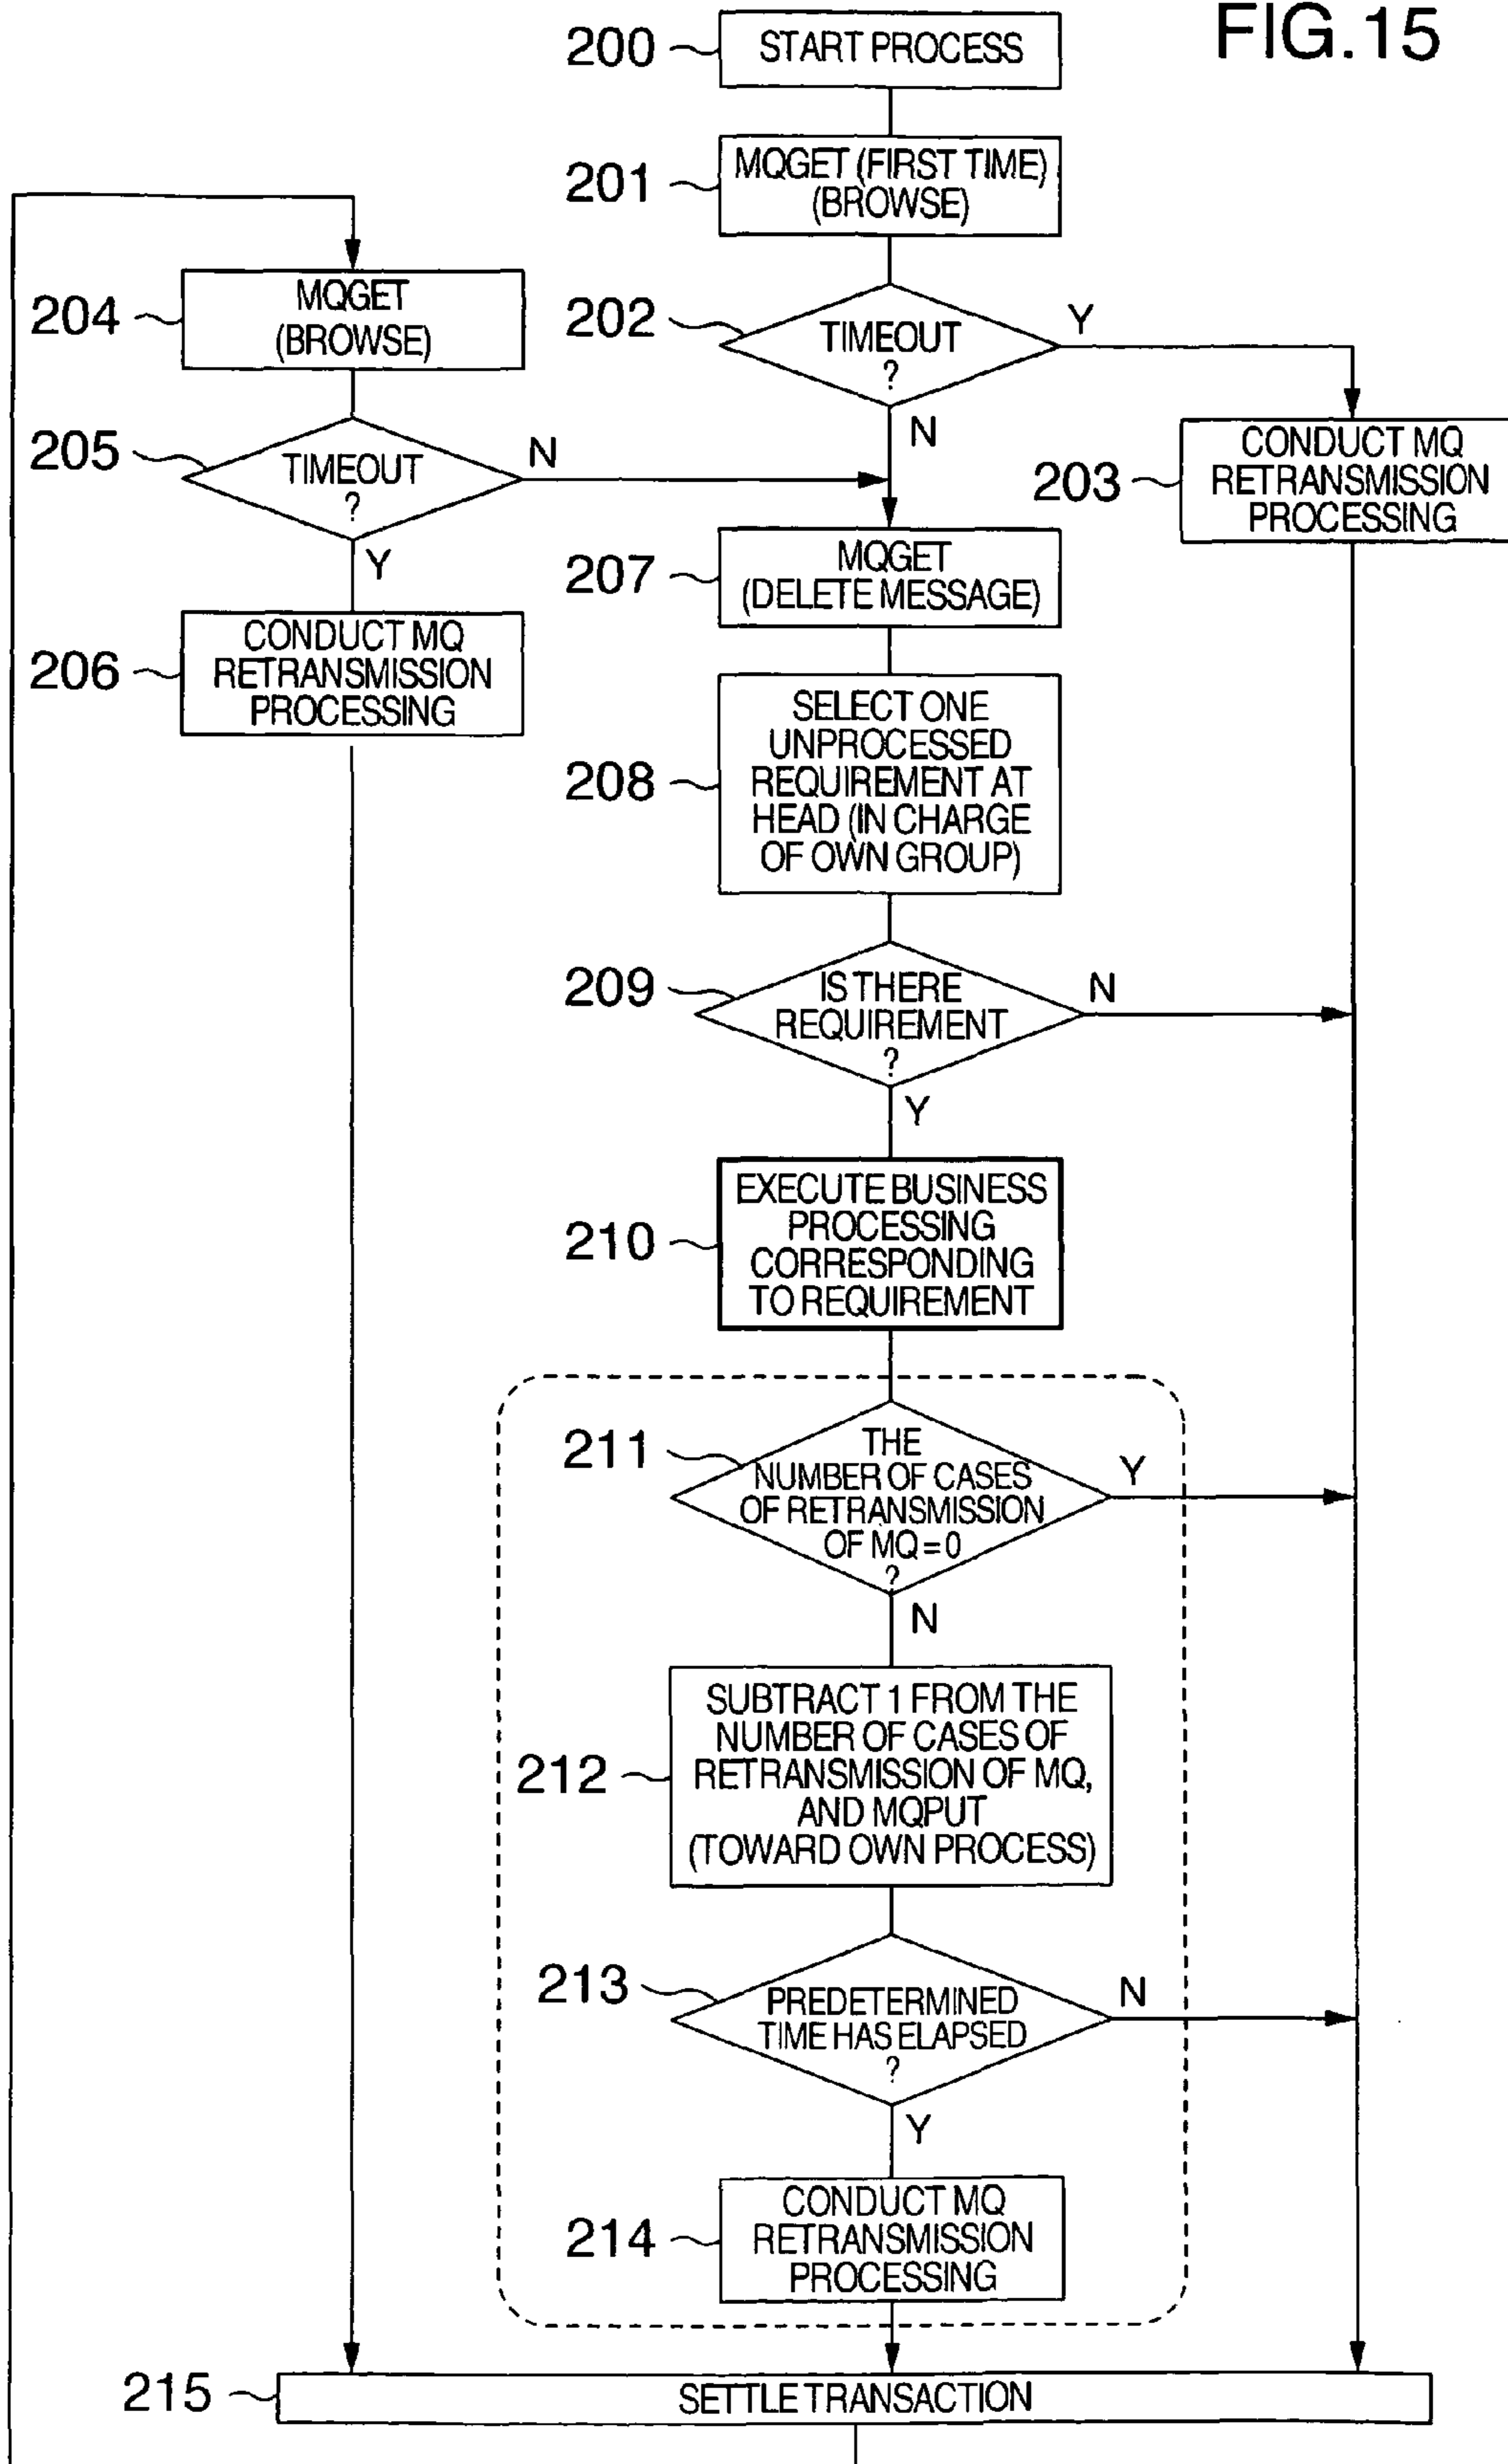 FIG.15
200
START PROCESS
201
MQGET (FIRST TIME)
(BROWSE)
204
MQGET
(BROWSE)
202
TIMEOUT
?
Y
N
205
TIMEOUT
?
N
Y
203
CONDUCT MQ
RETRANSMISSION
PROCESSING
207
MQGET
(DELETE MESSAGE)
206
CONDUCT MQ
RETRANSMISSION
PROCESSING
208
SELECT ONE
UNPROCESSED
REQUIREMENT AT
HEAD (IN CHARGE
OF OWN GROUP)
209
IS THERE
REQUIREMENT
?
N
Y
210
EXECUTE BUSINESS
PROCESSING
CORRESPONDING
TO REQUIREMENT
211
THE
NUMBER OF CASES
OF RETRANSMISSION
OF MQ = 0
?
Y
N
212
SUBTRACT 1 FROM THE
NUMBER OF CASES OF
RETRANSMISSION OF MQ,
AND MQPUT
(TOWARD OWN PROCESS)
213
PREDETERMINED
TIME HAS ELAPSED
?
N
Y
214
CONDUCT MQ
RETRANSMISSION
PROCESSING
215
SETTLE TRANSACTION